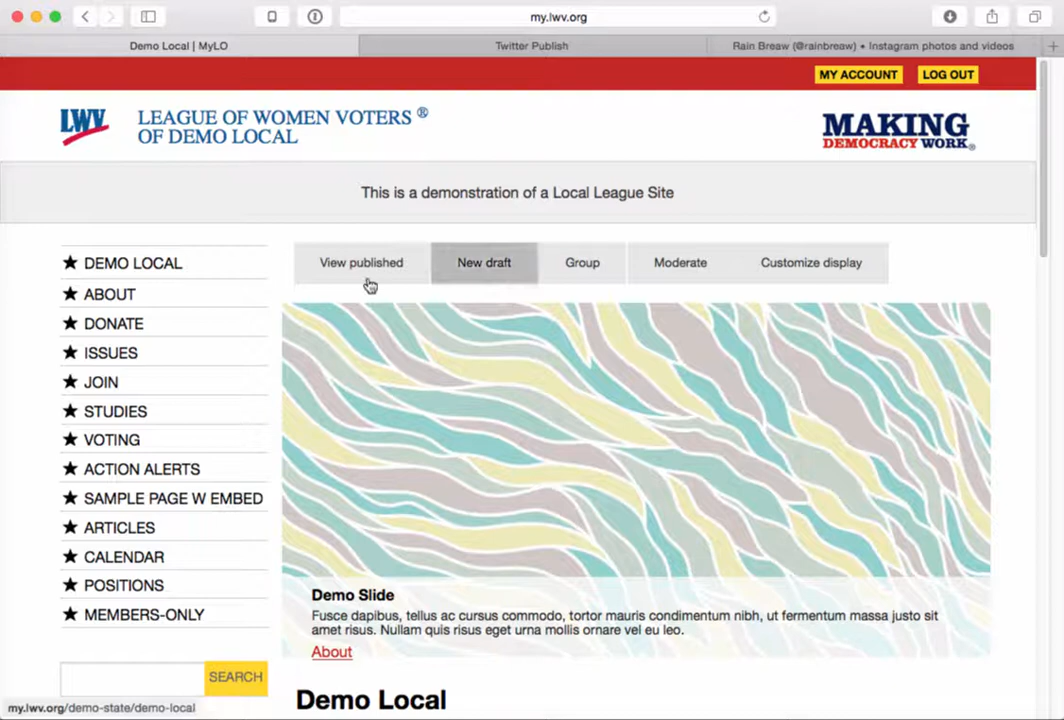 my.lwv.org
Demo Local | MyLO
Twitter Publish
Rain Breaw (@rainbreaw) • Instagram photos and videos
MY ACCOUNT
LOG OUT
LWV
LEAGUE OF WOMEN VOTERS ®
OF DEMO LOCAL
MAKING
DEMOCRACY WORK®
This is a demonstration of a Local League Site
DEMO LOCAL
ABOUT
DONATE
ISSUES
JOIN
STUDIES
VOTING
ACTION ALERTS
SAMPLE PAGE W EMBED
ARTICLES
CALENDAR
POSITIONS
MEMBERS-ONLY
SEARCH
View published
New draft
Group
Moderate
Customize display
Demo Slide
Fusce dapibus, tellus ac cursus commodo, tortor mauris condimentum nibh, ut fermentum massa justo sit
amet risus. Nullam quis risus eget urna mollis ornare vel eu leo.
About
Demo Local
my.lwv.org/demo-state/demo-local